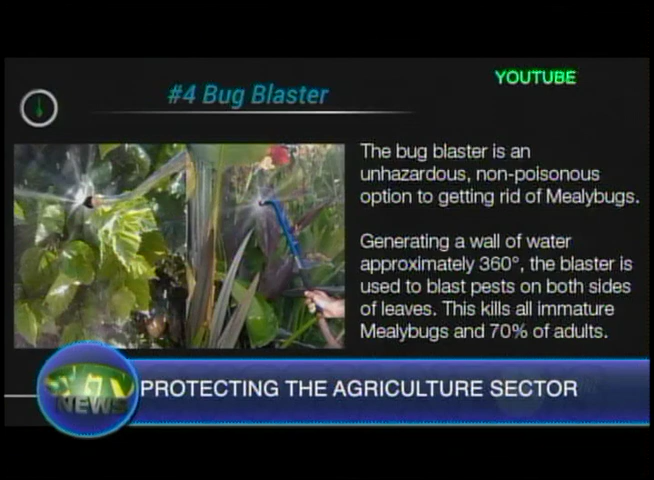 YOUTUBE
#4 Bug Blaster
The bug blaster is an
unhazardous, non-poisonous
option to getting rid of Mealybugs.
Generating a wall of water
approximately 360°, the blaster is
used to blast pests on both sides
of leaves. This kills all immature
Mealybugs and 70% of adults.
PROTECTING THE AGRICULTURE SECTOR
NEWS